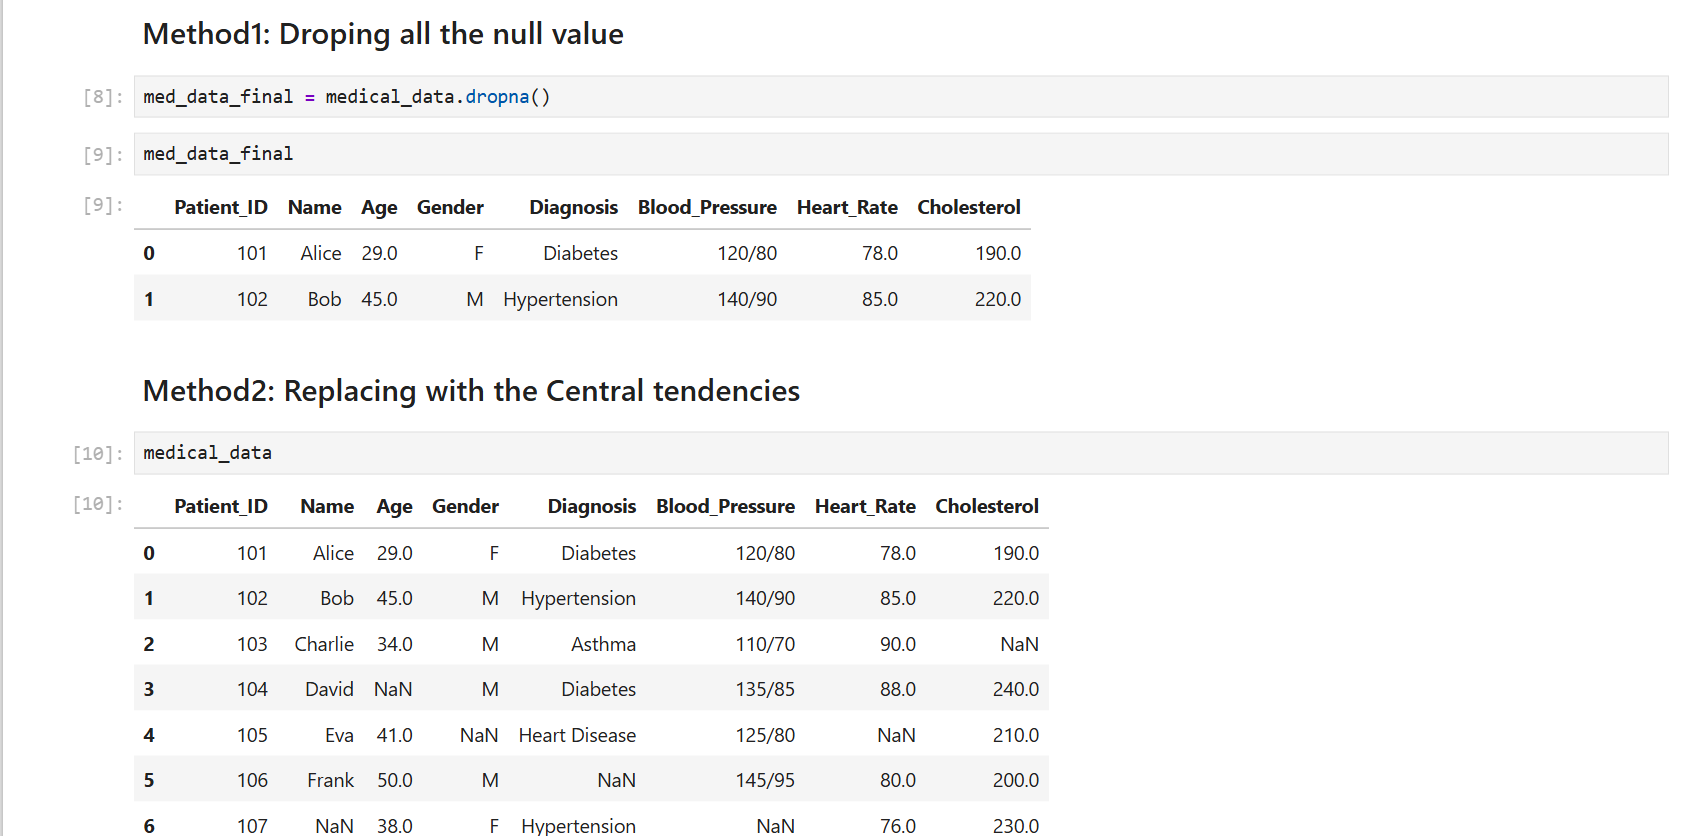 Method1: Droping all the null value
[8]: med_data_final = medical_data.dropna()
[9]: med_data_final
[9]: Patient_ID Name Age Gender Diagnosis Blood_Pressure Heart_Rate Cholesterol
0 101 Alice 29.0 F Diabetes 120/80 78.0 190.0
1 102 Bob 45.0 M Hypertension 140/90 85.0 220.0
Method2: Replacing with the Central tendencies
[10]: medical_data
[10]: Patient_ID Name Age Gender Diagnosis Blood_Pressure Heart_Rate Cholesterol
0 101 Alice 29.0 F Diabetes 120/80 78.0 190.0
1 102 Bob 45.0 M Hypertension 140/90 85.0 220.0
2 103 Charlie 34.0 M Asthma 110/70 90.0 NaN
3 104 David NaN M Diabetes 135/85 88.0 240.0
4 105 Eva 41.0 NaN Heart Disease 125/80 NaN 210.0
5 106 Frank 50.0 M NaN 145/95 80.0 200.0
6 107 NaN 38.0 F Hypertension NaN 76.0 230.0